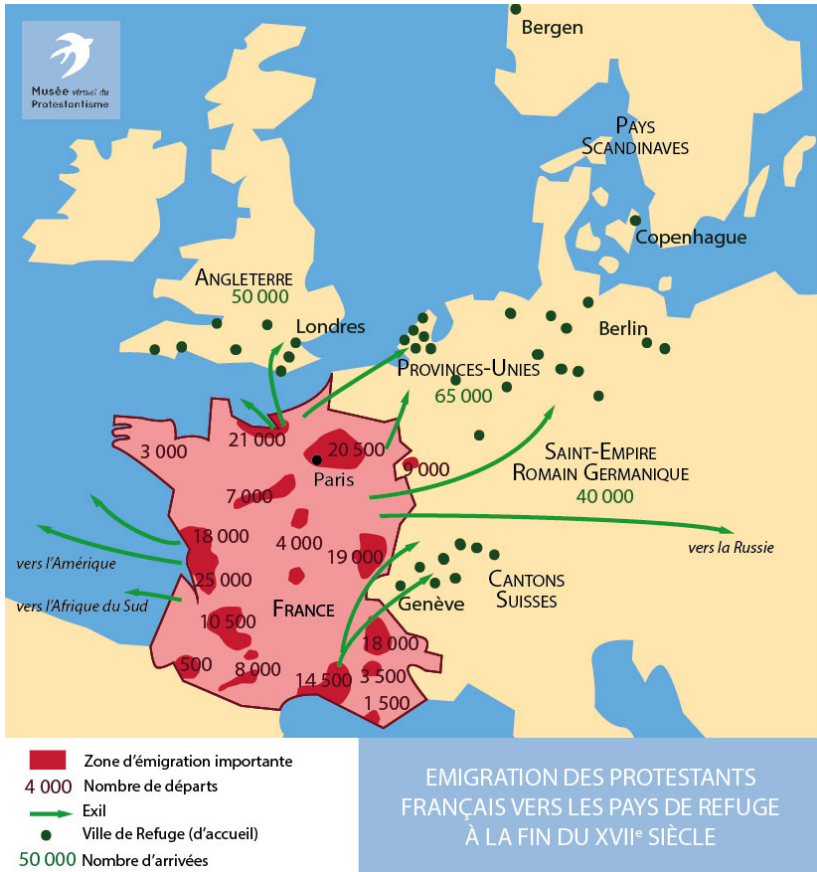 Musée virtuel du
Protestantisme
Bergen
PAYS
SCANDINAVES
Copenhague
ANGLETERRE
50 000
Londres
Berlin
PROVINCES-UNIES
65 000
3 000
21 000
20 500
Paris
9 000
SAINT-EMPIRE
ROMAIN GERMANIQUE
40 000
7 000
18 000
4 000
19 000
vers la Russie
vers l'Amérique
25 000
CANTONS
SUISSES
Genève
vers l'Afrique du Sud
FRANCE
10 500
18 000
500
8 000
14 500
3 500
1 500
Zone d'émigration importante
4 000 Nombre de départs
Exil
Ville de Refuge (d'accueil)
50 000 Nombre d'arrivées
EMIGRATION DES PROTESTANTS
FRANÇAIS VERS LES PAYS DE REFUGE
À LA FIN DU XVIIe SIÈCLE